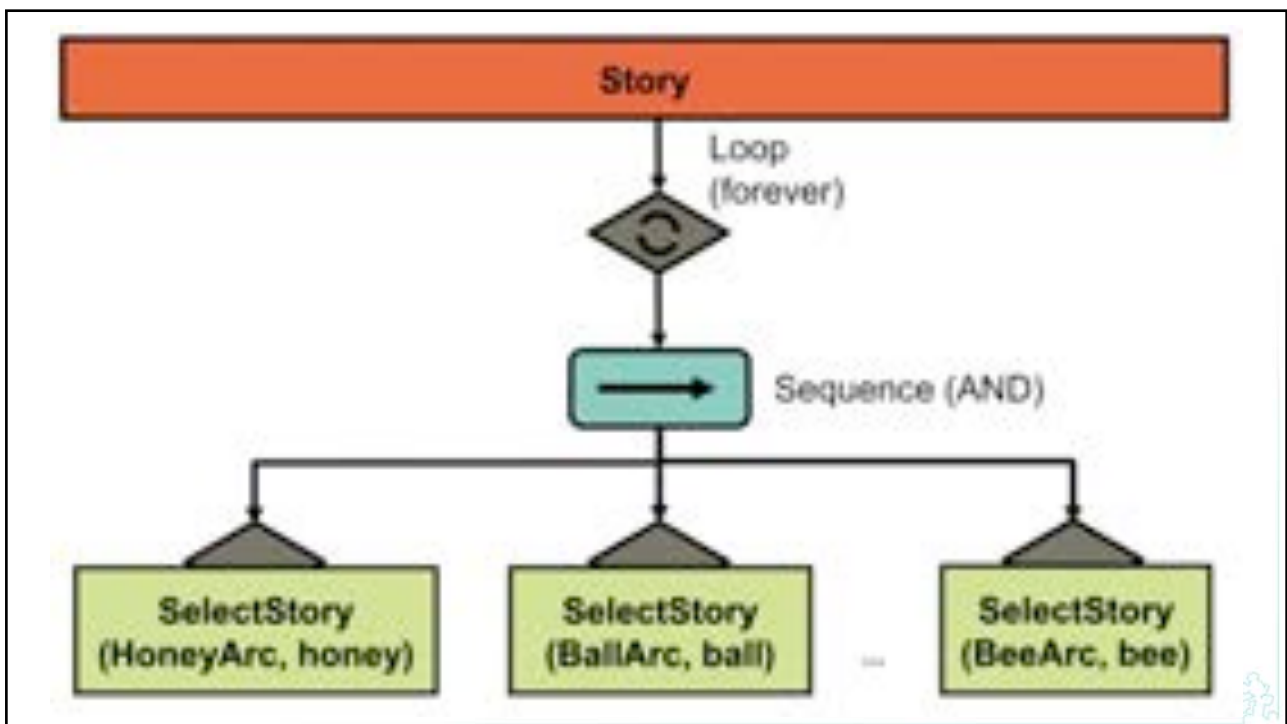 Story
Loop
(forever)
Sequence (AND)
SelectStory
(HoneyArc, honey)
SelectStory
(BallArc, ball)
...
SelectStory
(BeeArc, bee)